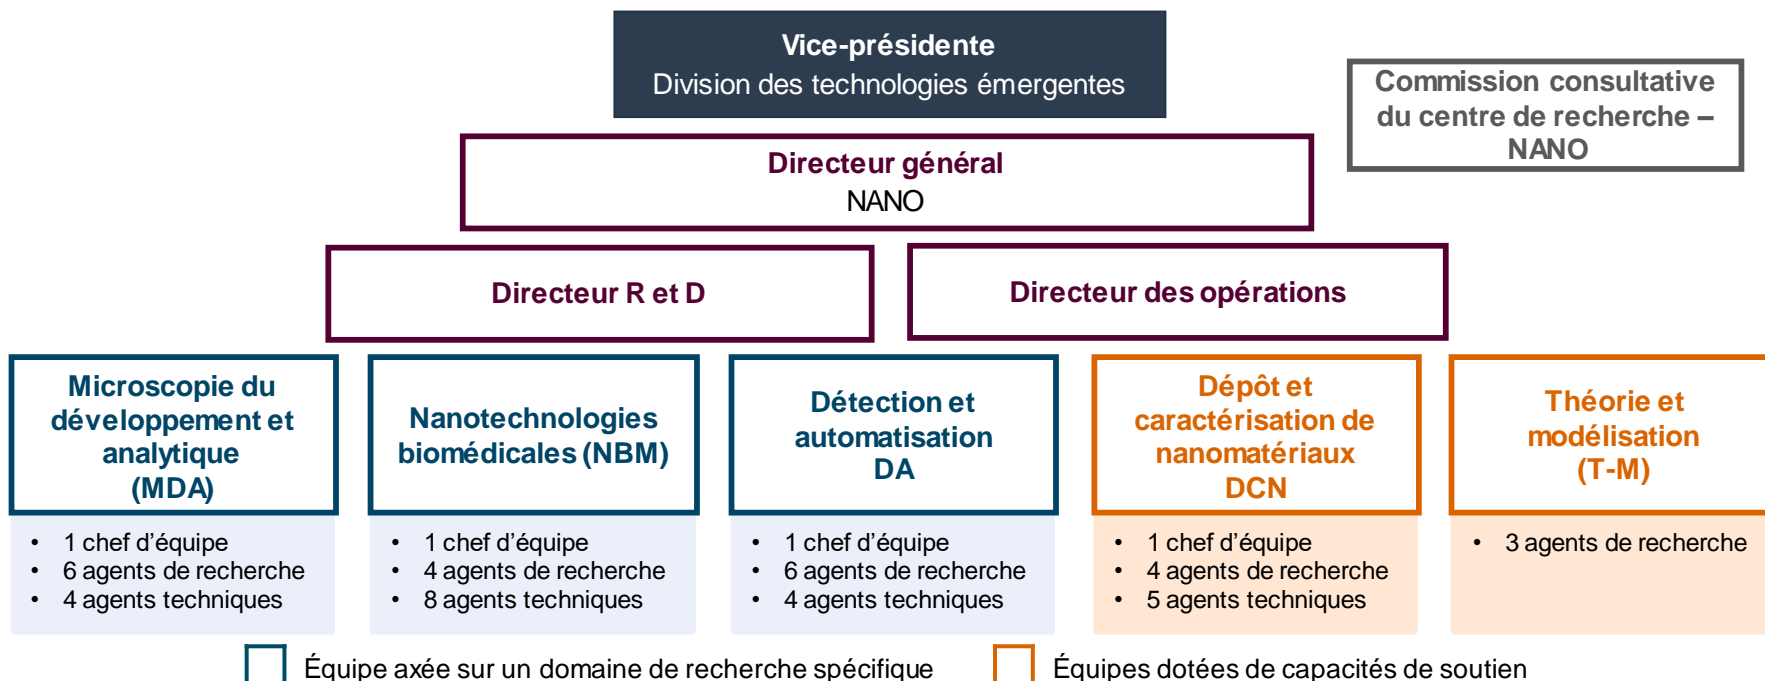 Vice-présidente
Division des technologies émergentes
Commission consultative
du centre de recherche –
NANO
Directeur général
NANO
Directeur R et D
Directeur des opérations
Microscopie du
développement et
analytique
(MDA)
• 1 chef d'équipe
• 6 agents de recherche
• 4 agents techniques
Nanotechnologies
biomédicales (NBM)
• 1 chef d'équipe
• 4 agents de recherche
• 8 agents techniques
Détection et
automatisation
DA
• 1 chef d'équipe
• 6 agents de recherche
• 4 agents techniques
Dépôt et
caractérisation de
nanomatériaux
DCN
• 1 chef d'équipe
• 4 agents de recherche
• 5 agents techniques
Théorie et
modélisation
(T-M)
• 3 agents de recherche
Équipe axée sur un domaine de recherche spécifique
Équipes dotées de capacités de soutien